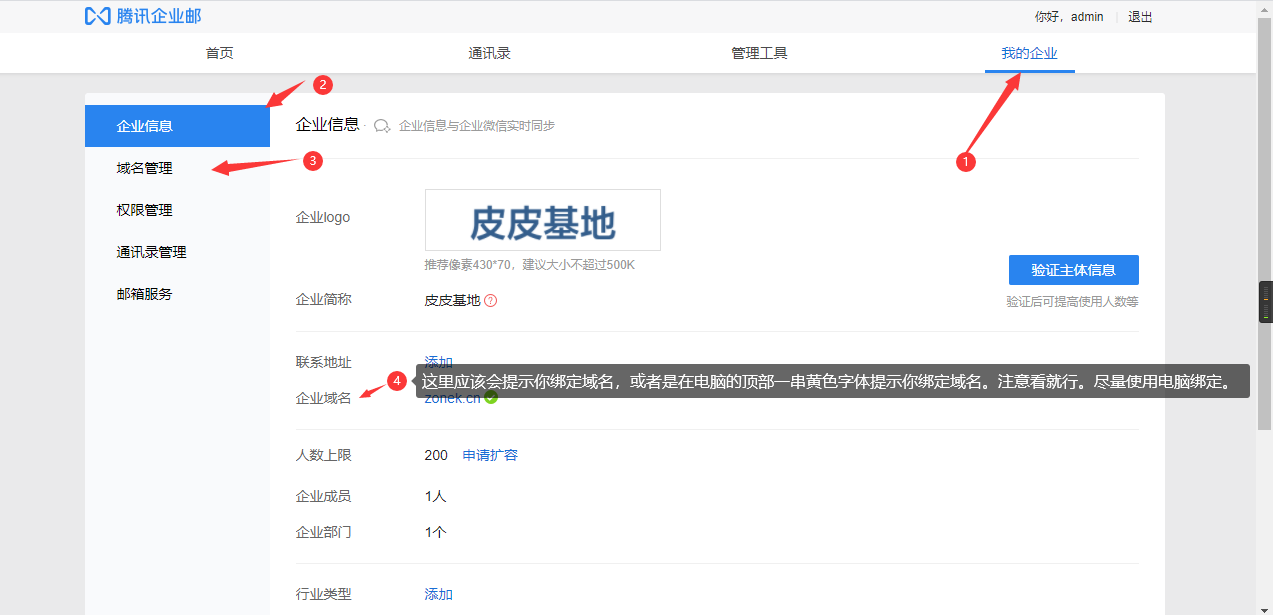 腾讯企业邮
你好，admin 退出
首页 通讯录 管理工具 我的企业
2
企业信息
域名管理
权限管理
通讯录管理
邮箱服务
3
1
企业信息 · 企业信息与企业微信实时同步
企业logo
皮皮基地
推荐像素430*70，建议大小不超过500K
验证主体信息
验证后可提高使用人数等
企业简称 皮皮基地 ?
联系地址 添加
4 这里应该会提示你绑定域名，或者是在电脑的顶部一串黄色字体提示你绑定域名。注意看就行。尽量使用电脑绑定。
企业域名 zonek.cn
人数上限 200 申请扩容
企业成员 1人
企业部门 1个
行业类型 添加